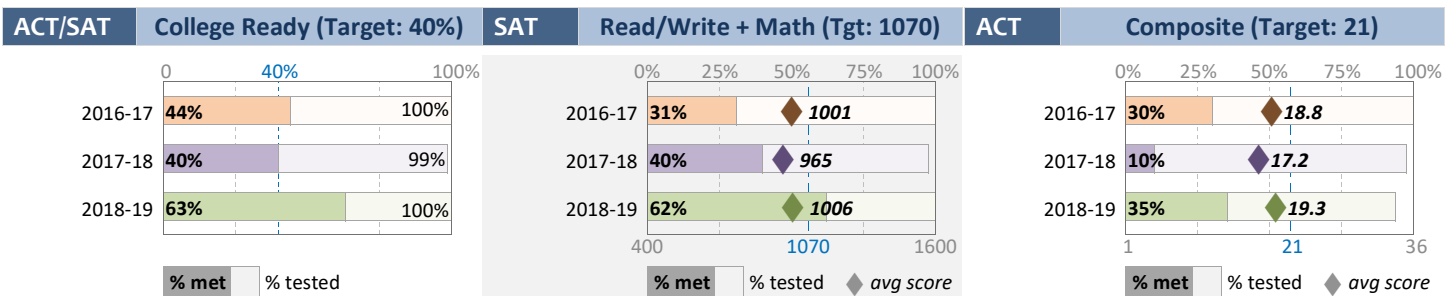 ACT/SAT College Ready (Target: 40%) SAT Read/Write + Math (Tgt: 1070) ACT Composite (Target: 21)
0 40% 100% 0% 25% 50% 75% 100% 0% 25% 50% 75% 100%
2016-17 44% 100% 2016-17 31% 1001 2016-17 30% 18.8
2017-18 40% 99% 2017-18 40% 965 2017-18 10% 17.2
2018-19 63% 100% 2018-19 62% 1006 2018-19 35% 19.3
400 1070 1600 1 21 36
% met % tested % met % tested avg score % met % tested avg score